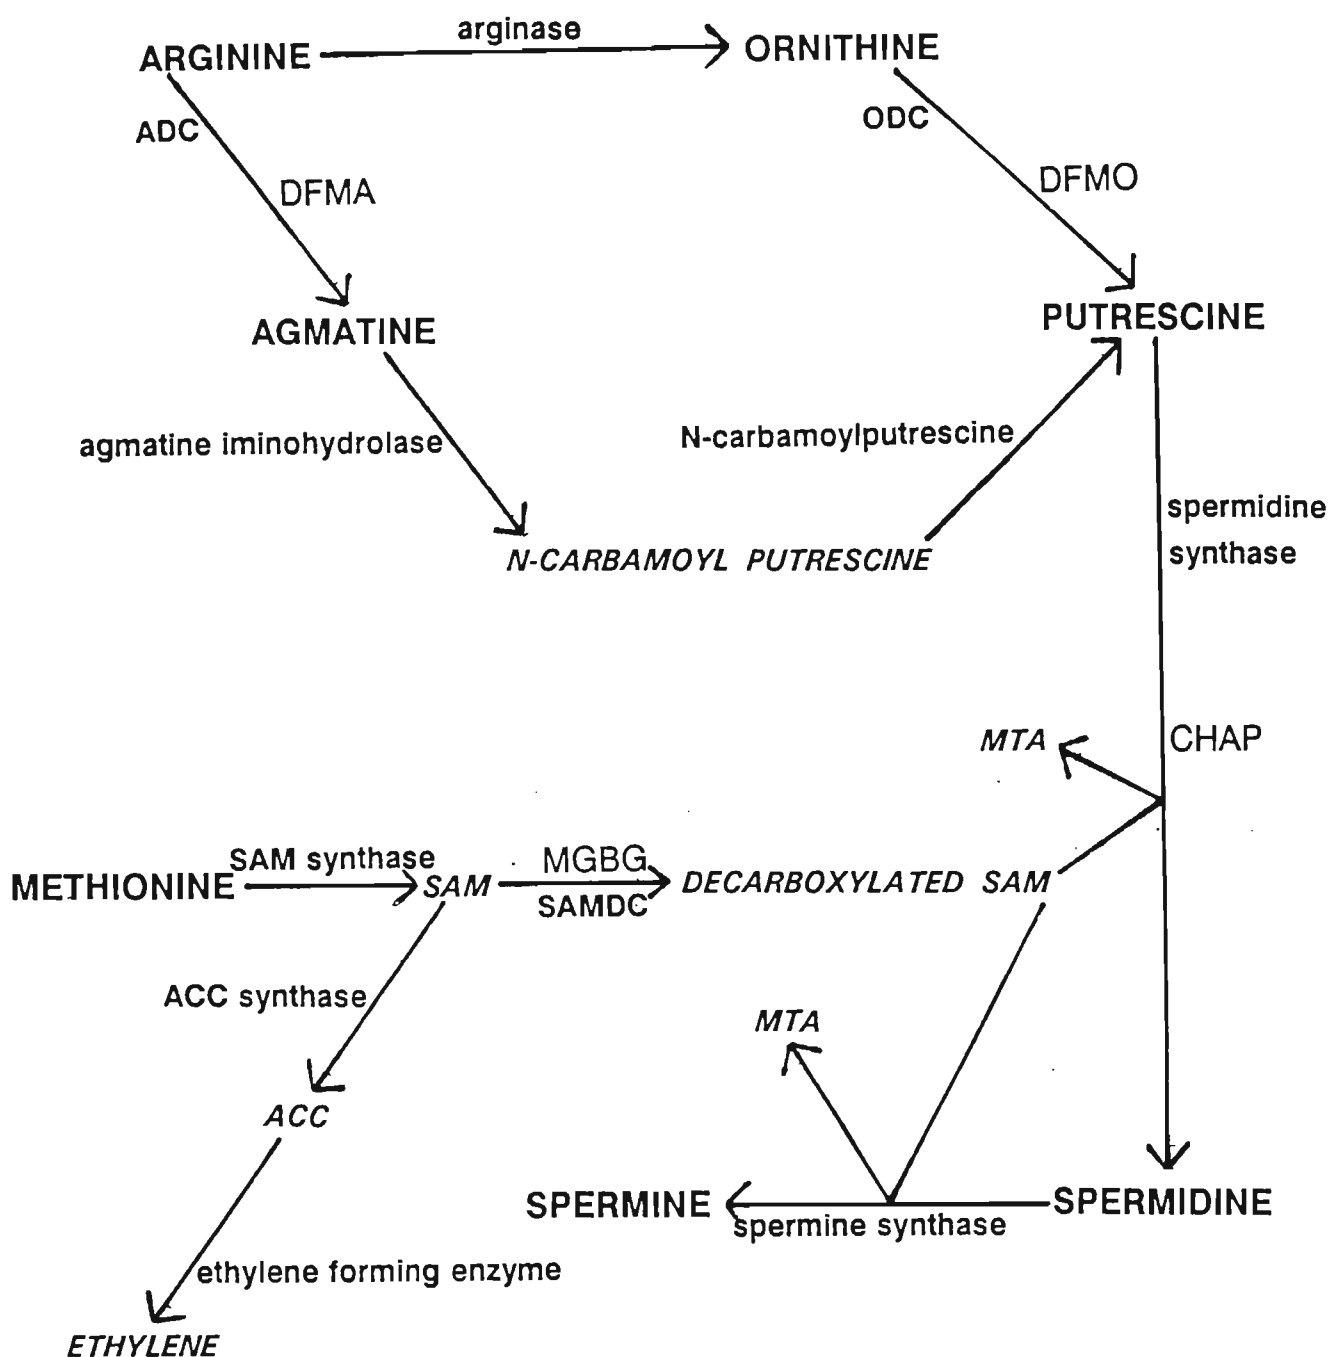 arginase
ARGININE
ORNITHINE
ADC
ODC
DFMA
DFMO
AGMATINE
PUTRESCINE
agmatine iminohydrolase
N-carbamoylputrescine
spermidine
synthase
N-CARBAMOYL PUTRESCINE
MTA
CHAP
SAM synthase
MGBG
METHIONINE
SAM
SAMDC
DECARBOXYLATED SAM
ACC synthase
MTA
ACC
SPERMINE
SPERMIDINE
spermine synthase
ethylene forming enzyme
ETHYLENE